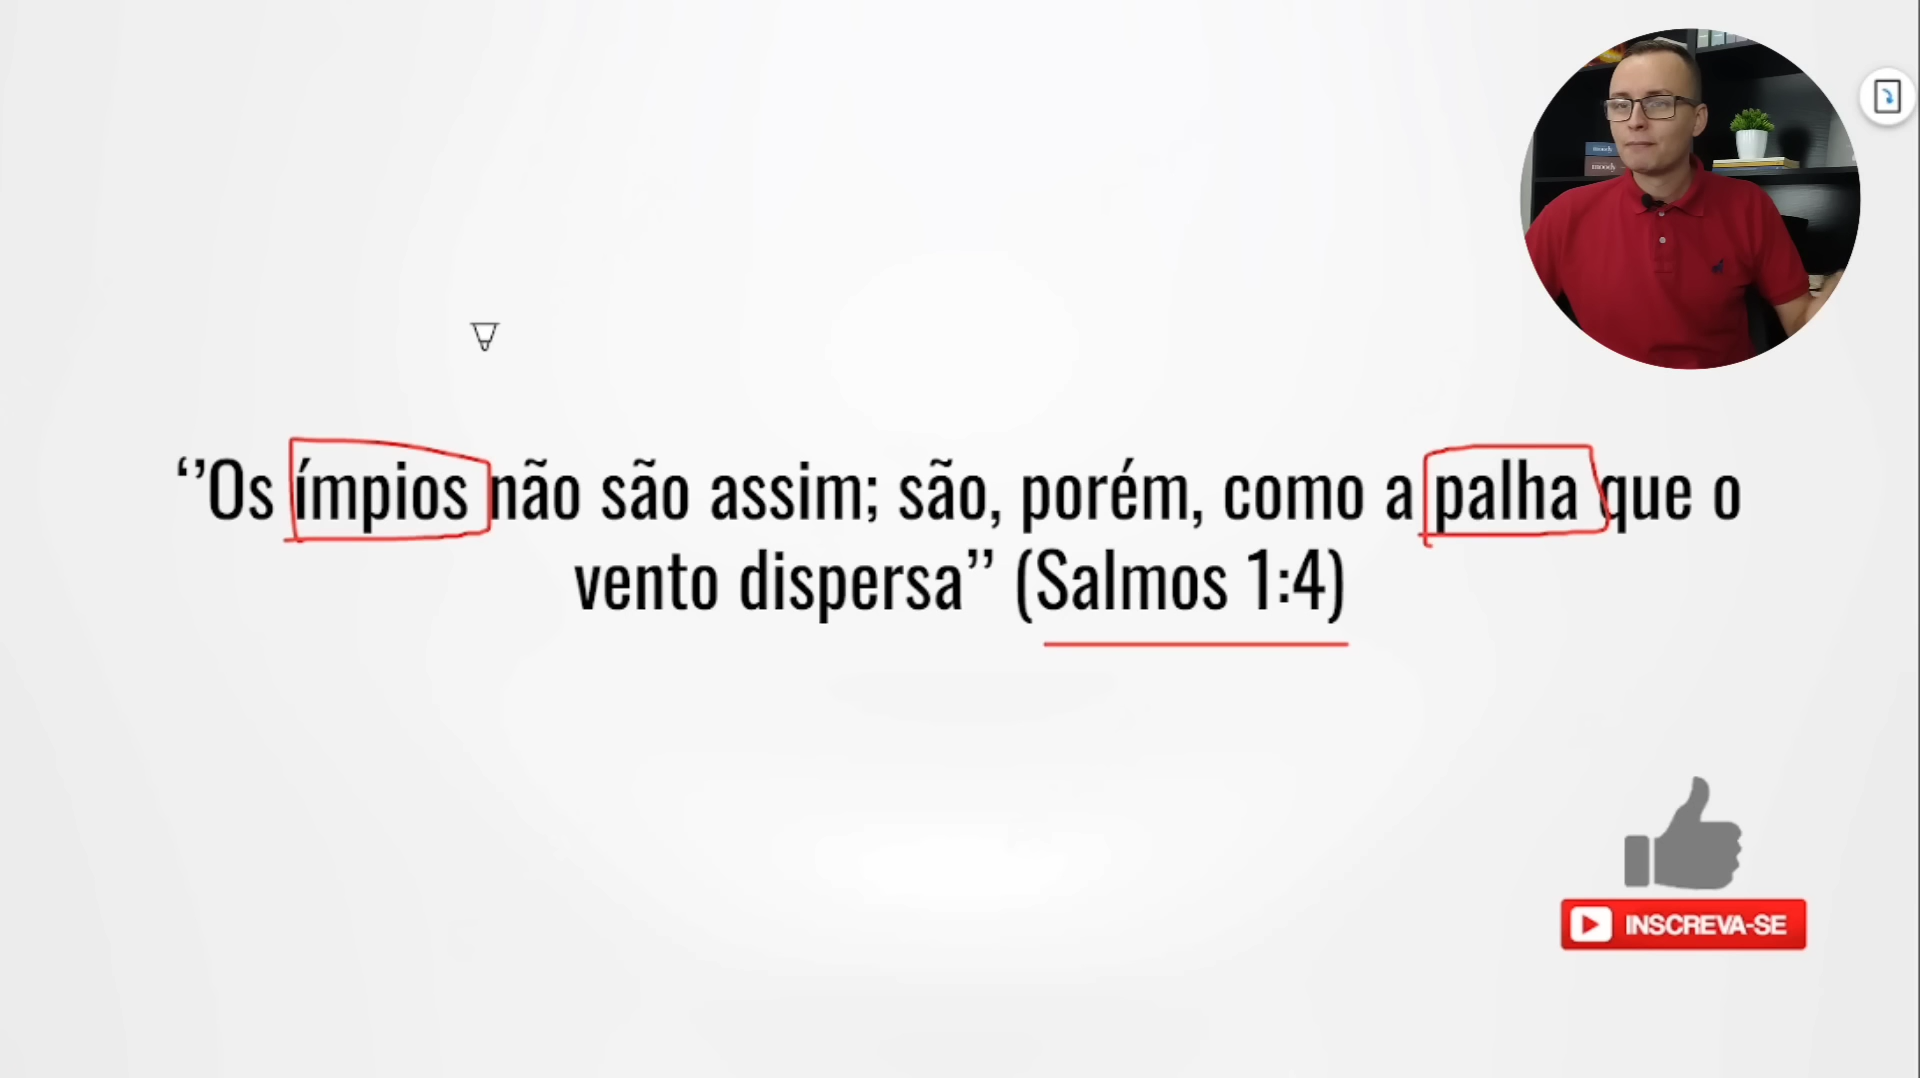 ‘’Os ímpios não são assim; são, porém, como a palha que o
vento dispersa’’ (Salmos 1:4)
INSCREVA-SE